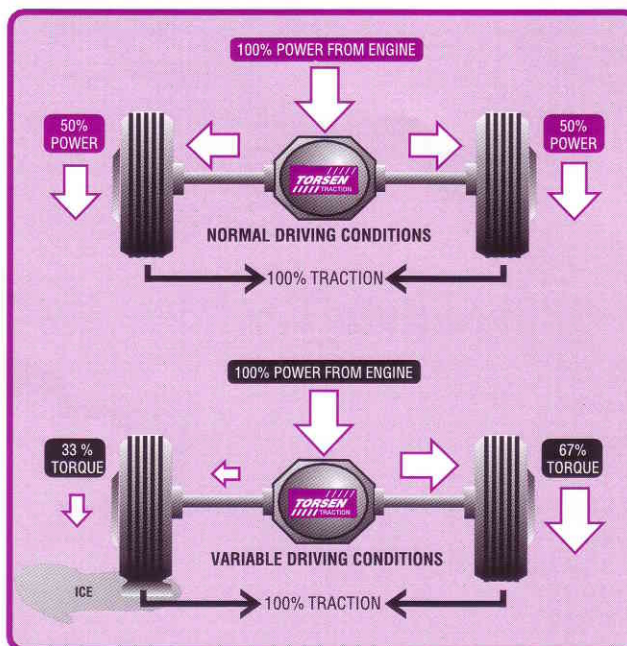 100% POWER FROM ENGINE
50%
POWER
50%
POWER
TORSEN
TRACTION
NORMAL DRIVING CONDITIONS
100% TRACTION
100% POWER FROM ENGINE
33 %
TORQUE
67%
TORQUE
TORSEN
TRACTION
VARIABLE DRIVING CONDITIONS
ICE
100% TRACTION